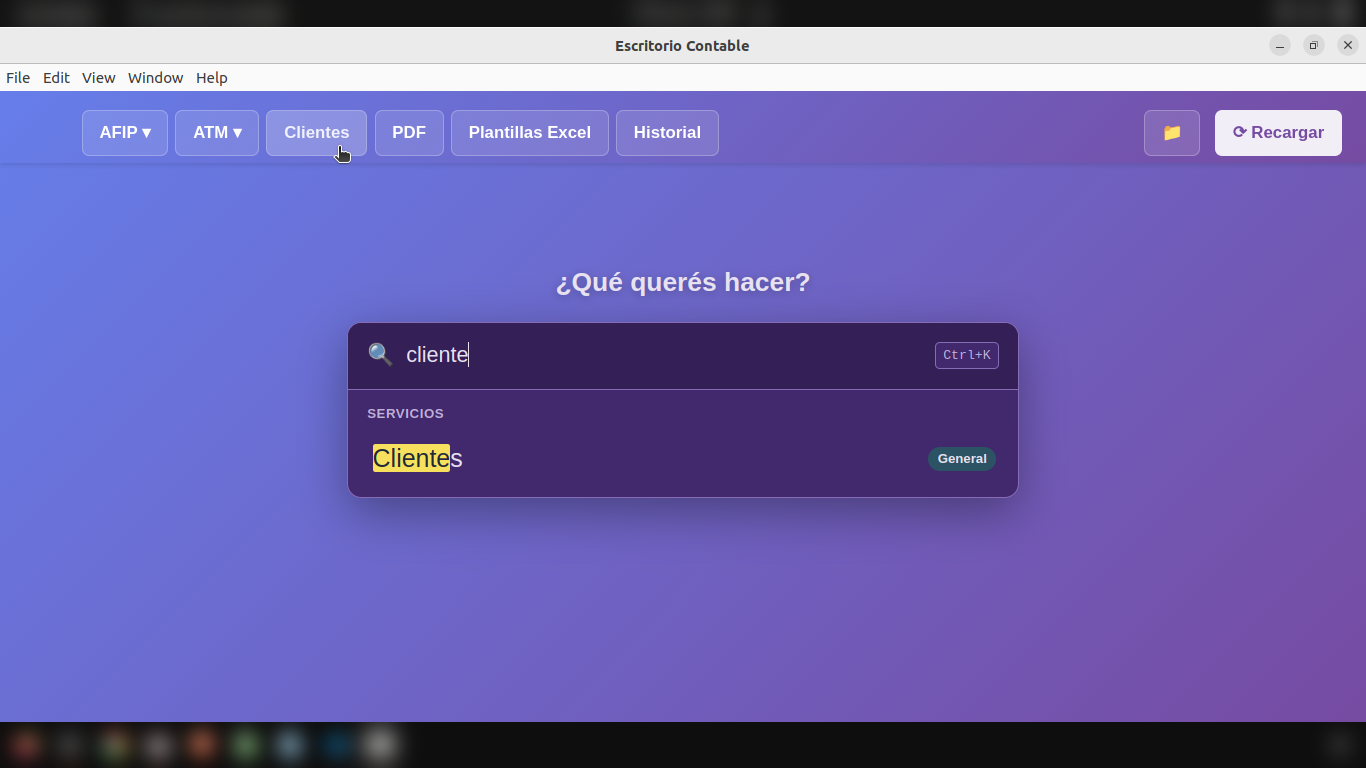 Escritorio Contable
File Edit View Window Help
AFIP ▾ ATM ▾ Clientes PDF Plantillas Excel Historial ⟳ Recargar
¿Qué querés hacer?
cliente Ctrl+K
SERVICIOS
Clientes General